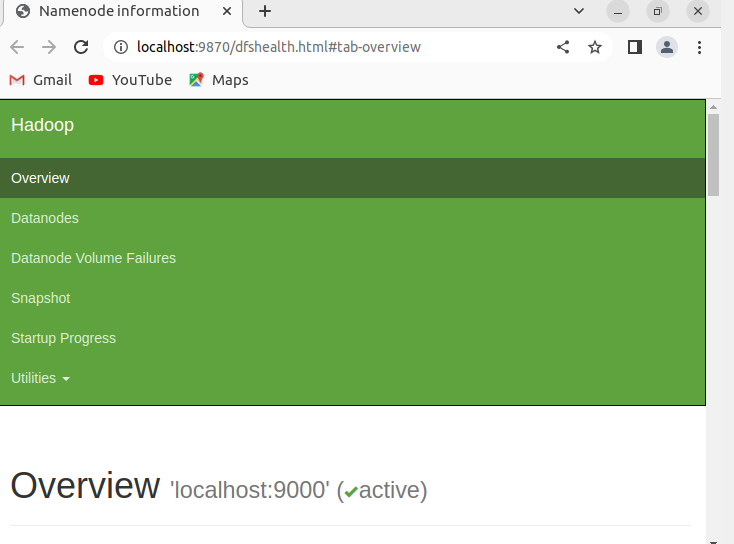 Namenode information
localhost:9870/dfshealth.html#tab-overview
Gmail YouTube Maps
Hadoop
Overview
Datanodes
Datanode Volume Failures
Snapshot
Startup Progress
Utilities
Overview 'localhost:9000' (✔active)